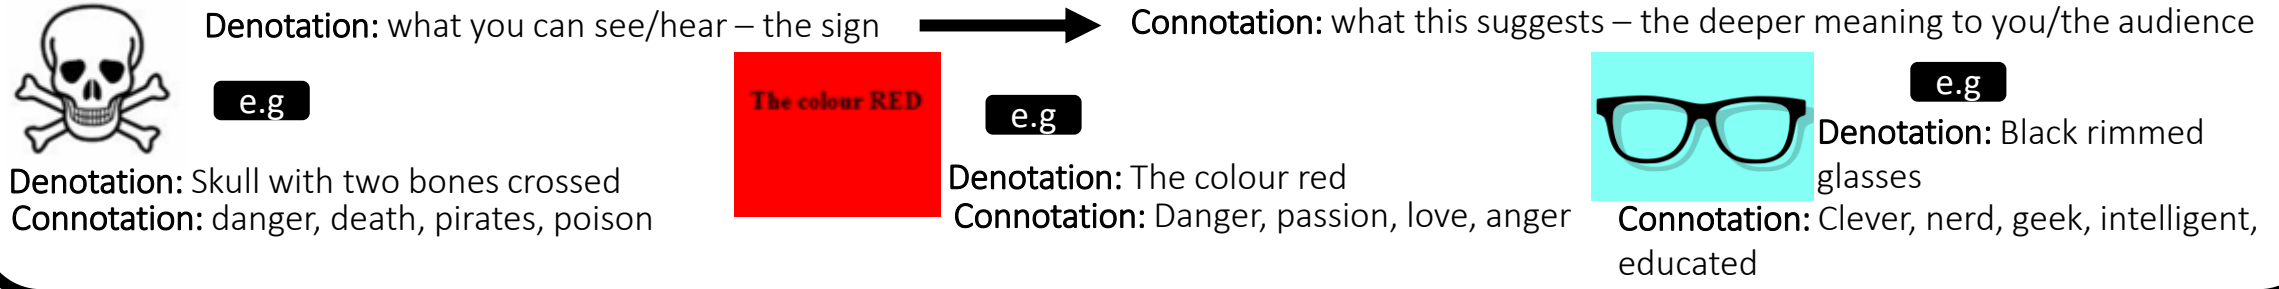 Denotation: what you can see/hear – the sign
Connotation: what this suggests – the deeper meaning to you/the audience
e.g
Denotation: Skull with two bones crossed
Connotation: danger, death, pirates, poison
The colour RED
e.g
Denotation: The colour red
Connotation: Danger, passion, love, anger
e.g
Denotation: Black rimmed
glasses
Connotation: Clever, nerd, geek, intelligent,
educated